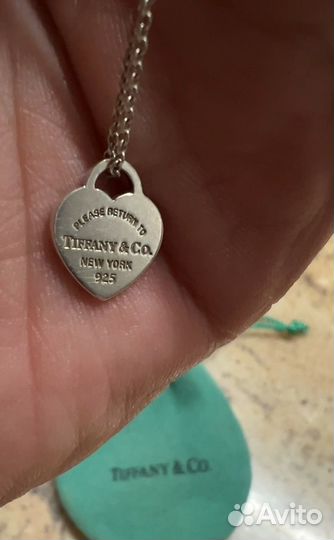 PLEASE RETURN TO
TIFFANY & CO.
NEW YORK
925
TIFFANY & CO.
Avito